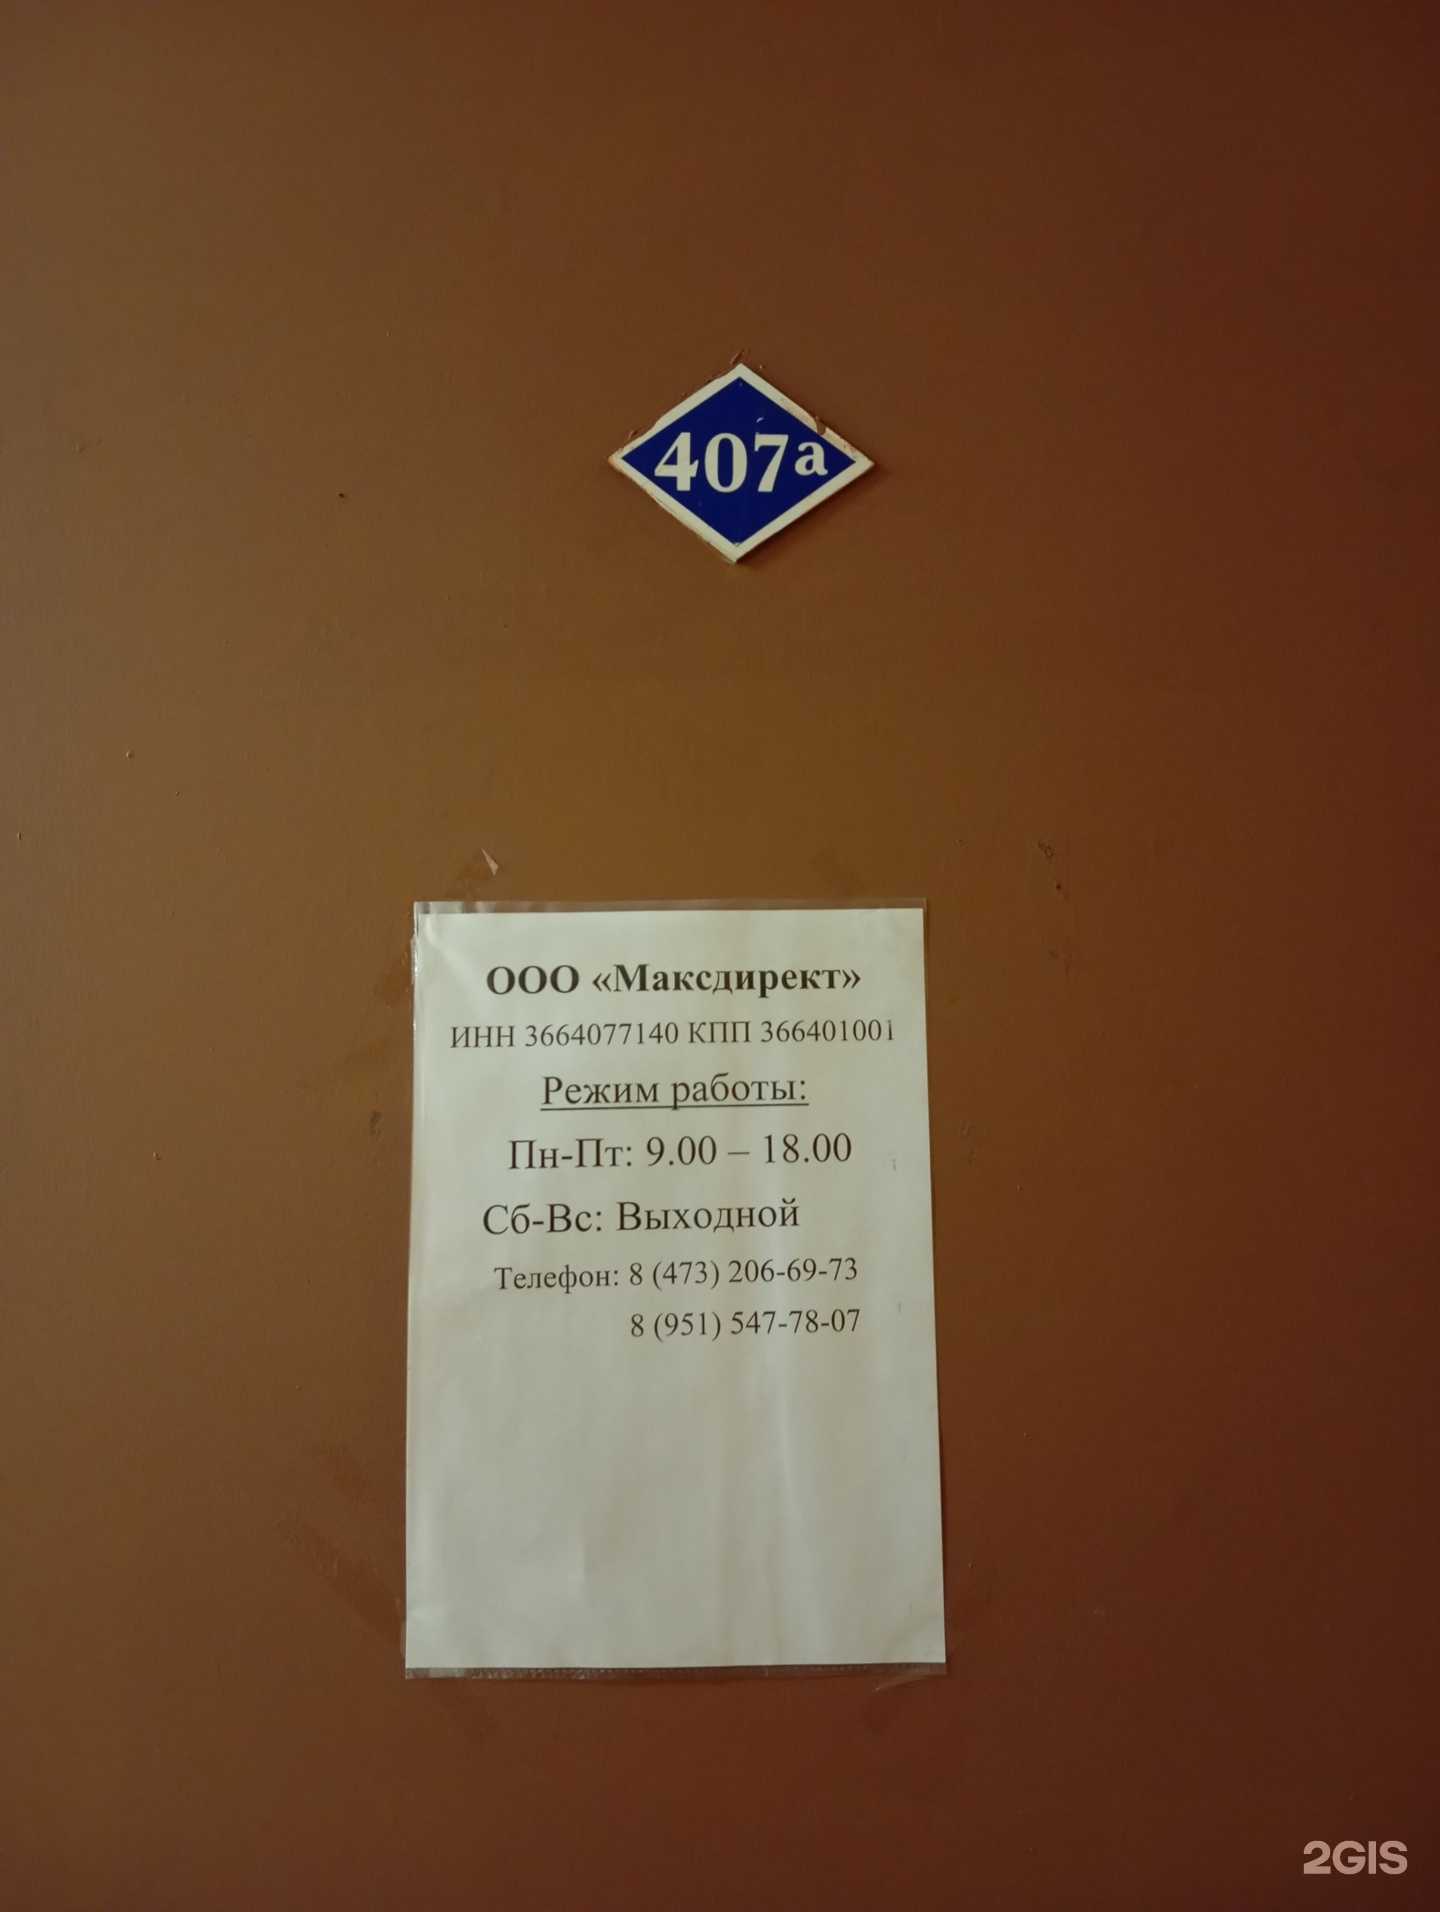 407а
ООО «Максдирект»
ИНН 3664077140 КПП 366401001
Режим работы:
Пн-Пт: 9.00 – 18.00
Сб-Вс: Выходной
Телефон: 8 (473) 206-69-73
8 (951) 547-78-07
2GIS